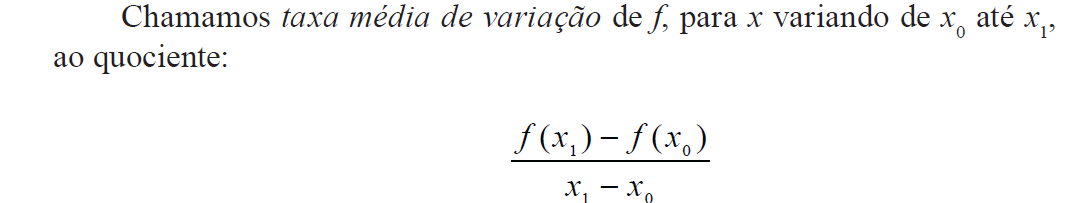 Chamamos taxa média de variação de f, para x variando de x₀ até x₁,
ao quociente:
f(x₁) − f(x₀)
x₁ − x₀